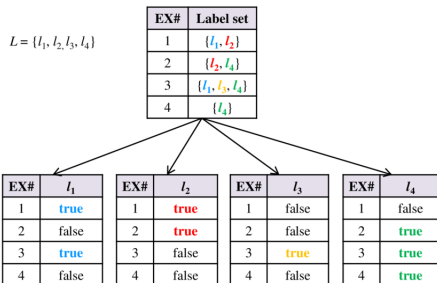 EX# Label set
L = {l1, l2, l3, l4}
1 {l1, l2}
2 {l2, l4}
3 {l1, l3, l4}
4 {l4}
EX# l1 EX# l2 EX# l3 EX# l4
1 true 1 true 1 false 1 false
2 false 2 true 2 false 2 true
3 true 3 false 3 true 3 true
4 false 4 false 4 false 4 true